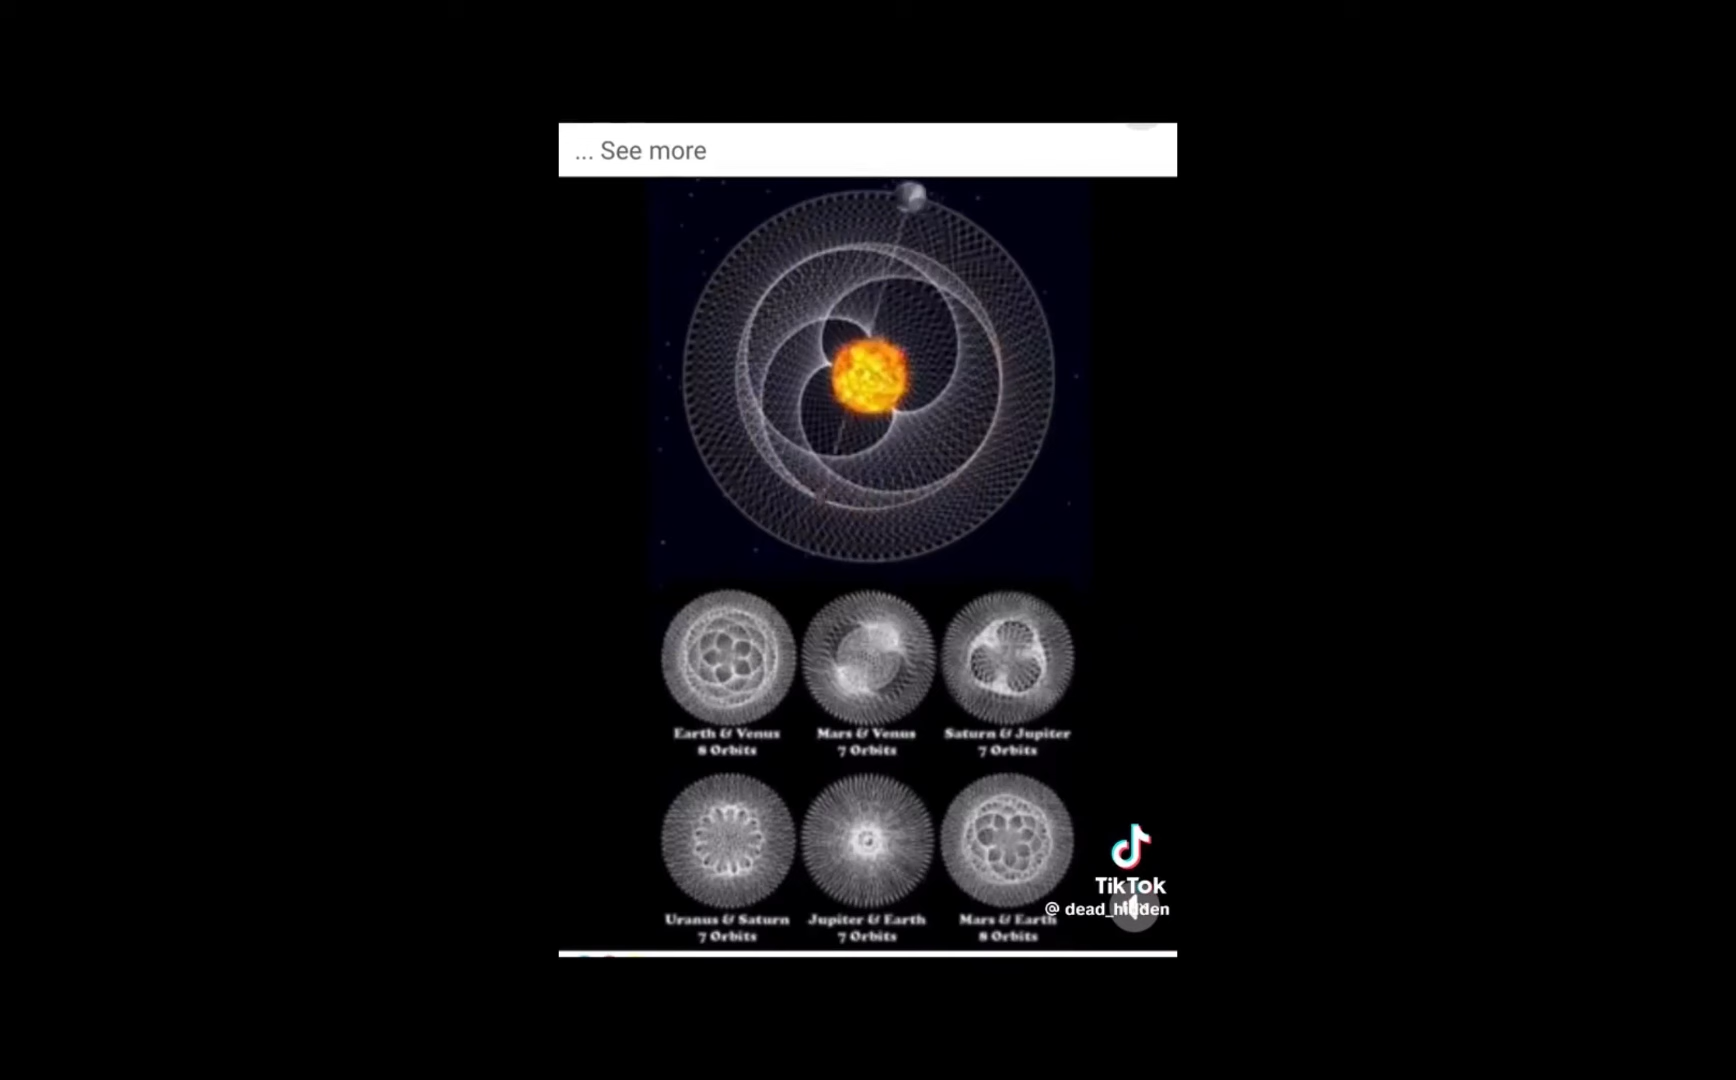 ... See more
Earth & Venus
8 Orbits
Mars & Venus
7 Orbits
Saturn & Jupiter
7 Orbits
Uranus & Saturn
7 Orbits
Jupiter & Earth
7 Orbits
Mars & Earth
8 Orbits
TikTok
@ dead_hidden